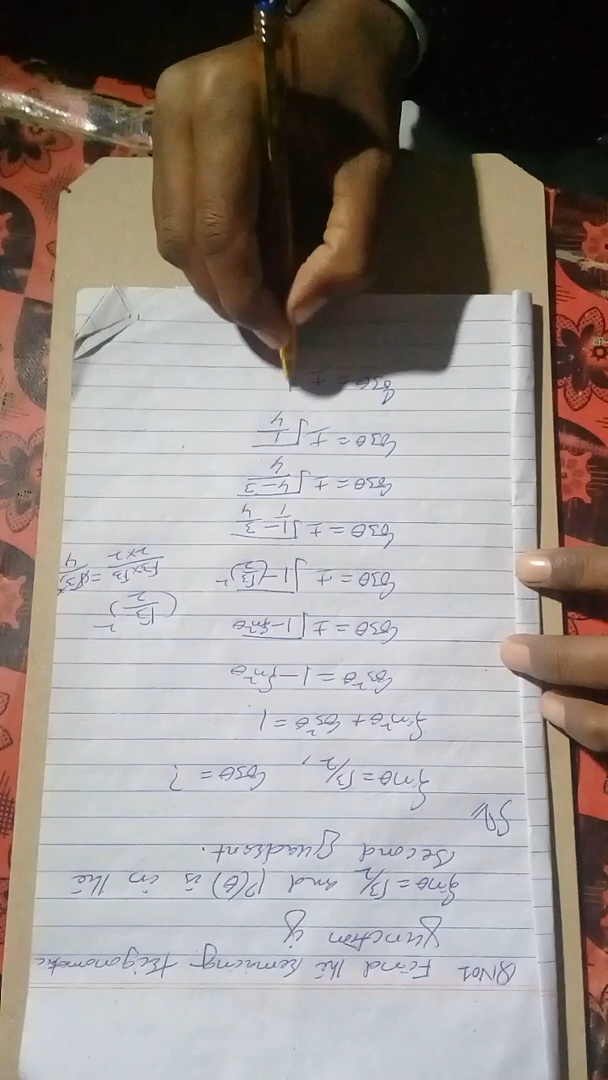 Q No1 Find the Remaining trigonometric
function if
Sinθ = √3/2 and P(θ) is in the
Second quadrant.
Sol
Sinθ = √3/2, Cosθ = ?
Sin²θ + Cos²θ = 1
Cos²θ = 1 - Sin²θ
Cosθ = ± √1-Sin²θ
(√3/2)²
Cosθ = ± √1-(√3/2)²
√3×√3/2×2 = (√3)²/4
Cosθ = ± √1/1 - 3/4
Cosθ = ± √4-3/4
Cosθ = ± √1/4
Cosθ = ±